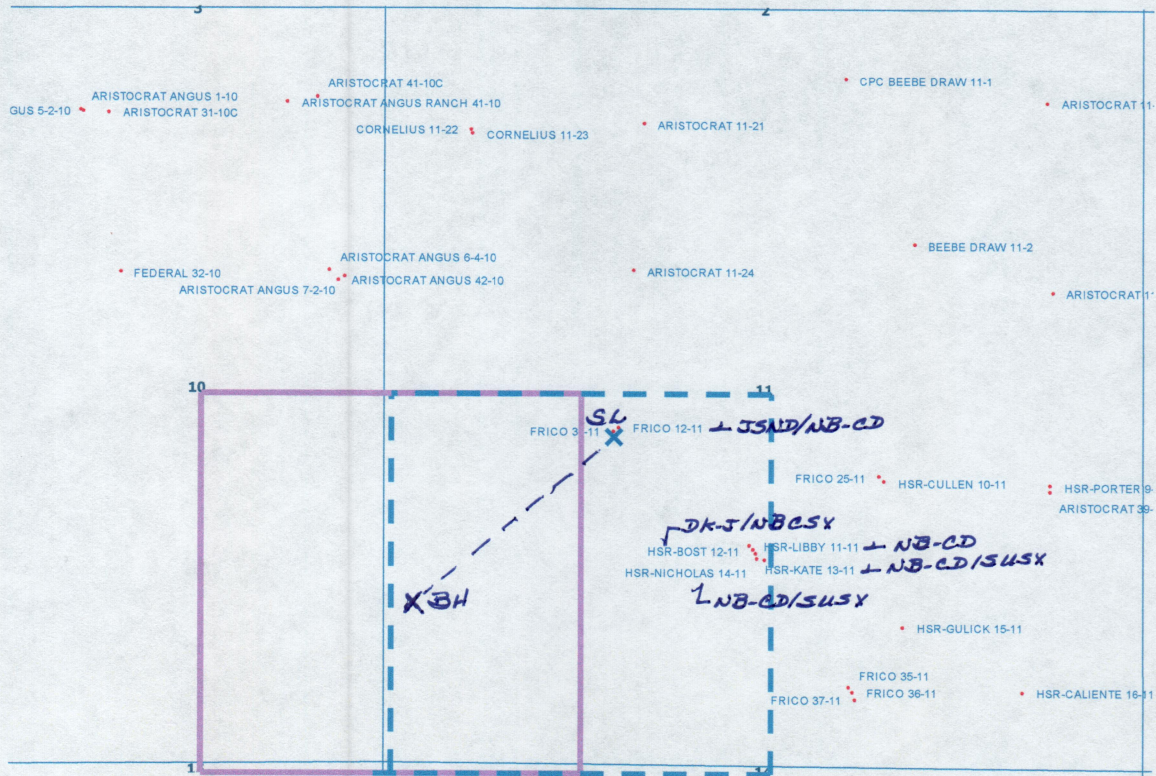 3
2
ARISTOCRAT 41-10C
CPC BEEBE DRAW 11-1
ARISTOCRAT ANGUS 1-10
ARISTOCRAT ANGUS RANCH 41-10
GUS 5-2-10
ARISTOCRAT 31-10C
ARISTOCRAT 11-
CORNELIUS 11-22
CORNELIUS 11-23
ARISTOCRAT 11-21
BEEBE DRAW 11-2
ARISTOCRAT ANGUS 6-4-10
FEDERAL 32-10
ARISTOCRAT ANGUS 42-10
ARISTOCRAT 11-24
ARISTOCRAT ANGUS 7-2-10
ARISTOCRAT 1
10
11
SL
FRICO 3 -11
FRICO 12-11
JSND/NB-CD
FRICO 25-11
HSR-CULLEN 10-11
HSR-PORTER 9-
ARISTOCRAT 39-
DK-J/NBCSX
HSR-BOST 12-11
HSR-LIBBY 11-11
NB-CD
HSR-NICHOLAS 14-11
HSR-KATE 13-11
NB-CD/SUSX
NB-CD/SUSX
X BH
HSR-GULICK 15-11
FRICO 35-11
FRICO 36-11
FRICO 37-11
HSR-CALIENTE 16-11